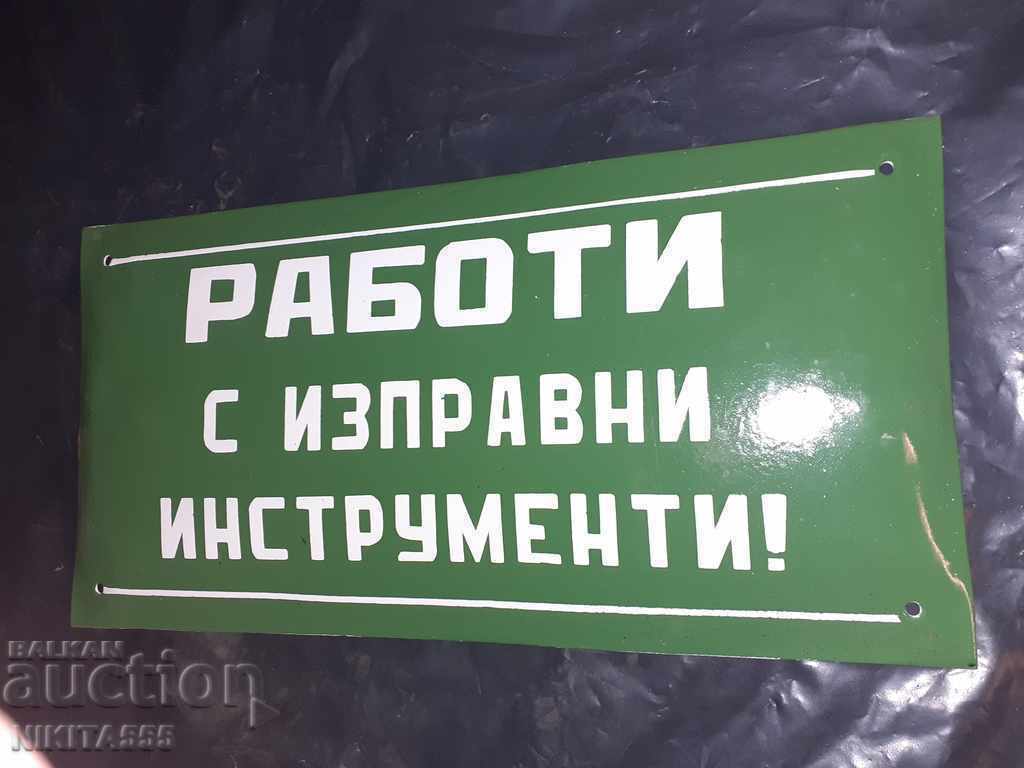 РАБОТИ
С ИЗПРАВНИ
ИНСТРУМЕНТИ!
BALKAN
auction
NIKITA555